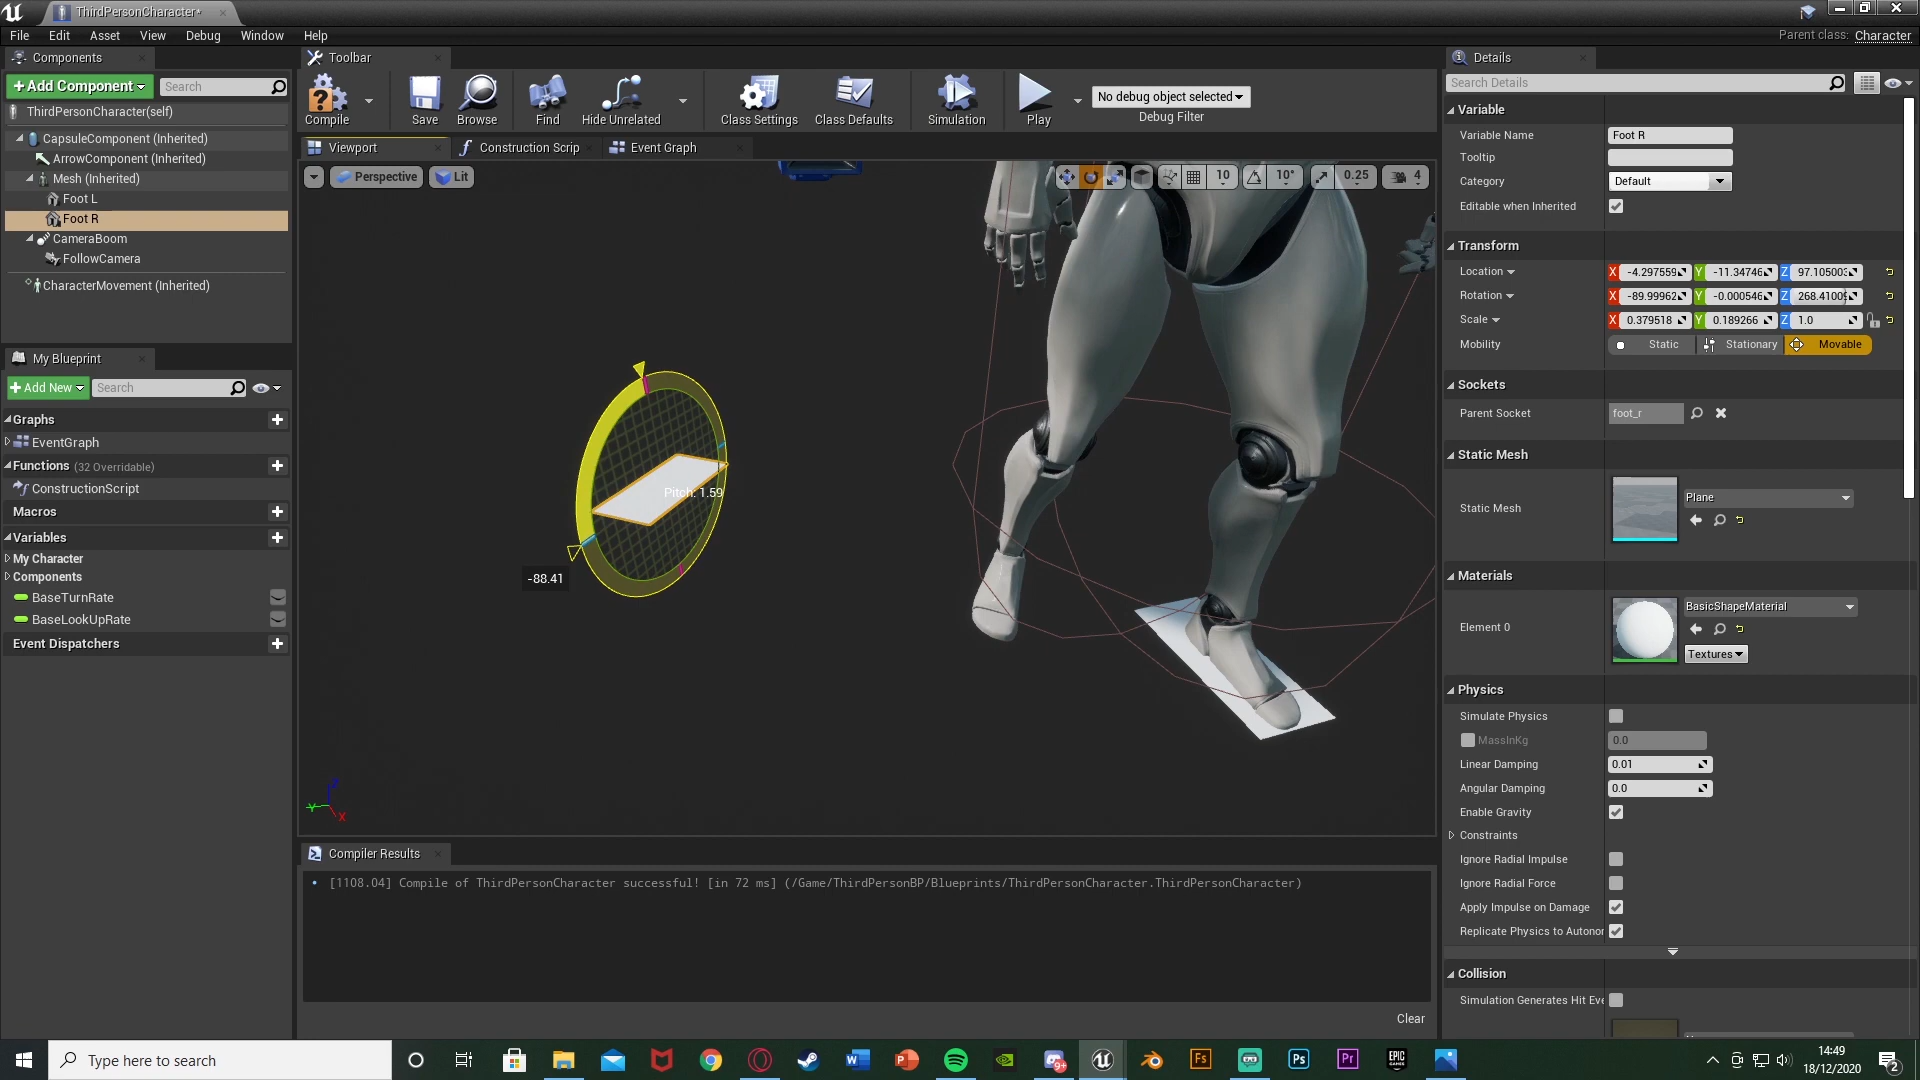 ThirdPersonCharacter*
File Edit Asset View Debug Window Help
Parent class: Character
Components
Toolbar
Details
+Add Component
Search
ThirdPersonCharacter(self)
CapsuleComponent (Inherited)
ArrowComponent (Inherited)
Mesh (Inherited)
Foot L
Foot R
CameraBoom
FollowCamera
CharacterMovement (Inherited)
My Blueprint
+Add New
Search
Graphs
EventGraph
Functions (32 Overridable)
ConstructionScript
Macros
Variables
My Character
Components
BaseTurnRate
BaseLookUpRate
Event Dispatchers
Compile
Save
Browse
Find
Hide Unrelated
Class Settings
Class Defaults
Simulation
Play
No debug object selected
Debug Filter
Viewport
Construction Scrip
Event Graph
Perspective
Lit
10
10°
0.25
4
Pitch: 1.59
-88.41
Y
X
Compiler Results
[1108.04] Compile of ThirdPersonCharacter successful! [in 72 ms] (/Game/ThirdPersonBP/Blueprints/ThirdPersonCharacter.ThirdPersonCharacter)
Clear
Search Details
Variable
Variable Name Foot R
Tooltip
Category Default
Editable when Inherited
Transform
Location X -4.297559 Y -11.34746 Z 97.105003
Rotation X -89.99962 Y -0.000546 Z 268.41009
Scale X 0.379518 Y 0.189266 Z 1.0
Mobility Static Stationary Movable
Sockets
Parent Socket foot_r
Static Mesh
Static Mesh Plane
Materials
Element 0 BasicShapeMaterial
Textures
Physics
Simulate Physics
MassInKg 0.0
Linear Damping 0.01
Angular Damping 0.0
Enable Gravity
Constraints
Ignore Radial Impulse
Ignore Radial Force
Apply Impulse on Damage
Replicate Physics to Autonor
Collision
Simulation Generates Hit Eve
Type here to search
14:49
18/12/2020
2